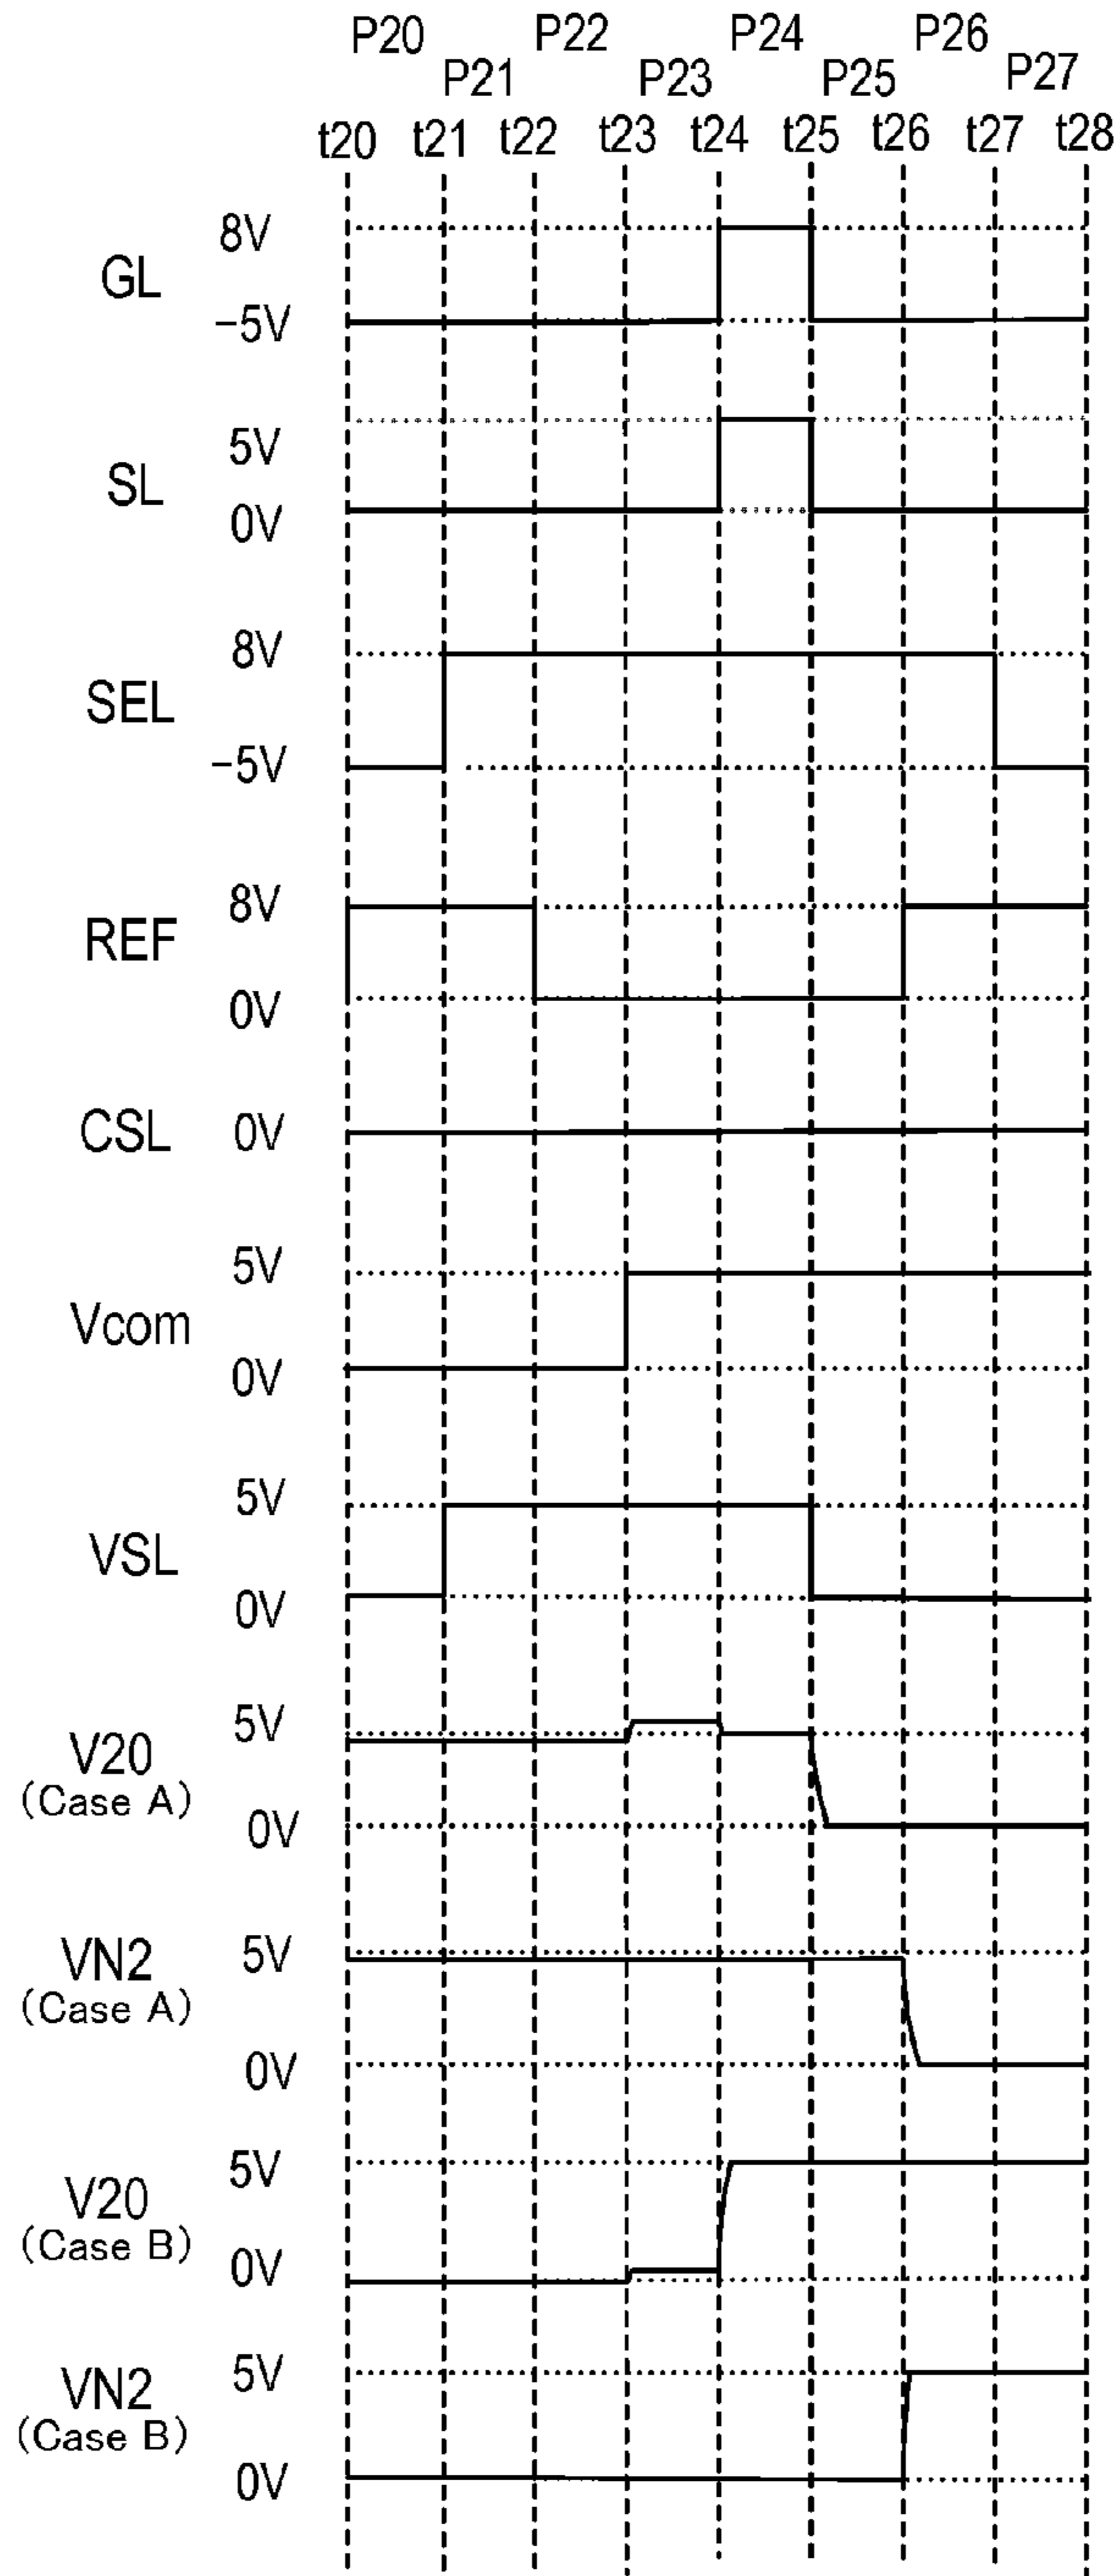 P20 P22 P24 P26
P21 P23 P25 P27
t20 t21 t22 t23 t24 t25 t26 t27 t28
8V
GL
-5V
5V
SL
0V
8V
SEL
-5V
8V
REF
0V
CSL 0V
5V
Vcom
0V
5V
VSL
0V
5V
V20
(Case A)
0V
5V
VN2
(Case A)
0V
5V
V20
(Case B)
0V
5V
VN2
(Case B)
0V